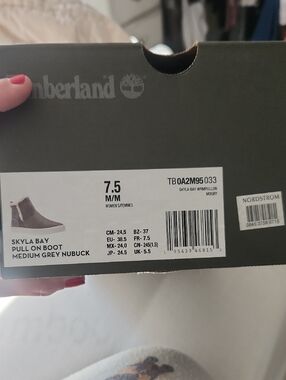 Timberland
7.5
M/M
WOMEN'S/FEMMES
TB0A2M95 033
SKYLA BAY
PULL ON BOOT
MEDIUM GREY NUBUCK
CM- 24,5 BZ- 37
EU- 38.5 FR- 7.5
MX- 24.0 CN- 245(1.5)
JP- 24.5 UK- 5.5
NORDSTROM